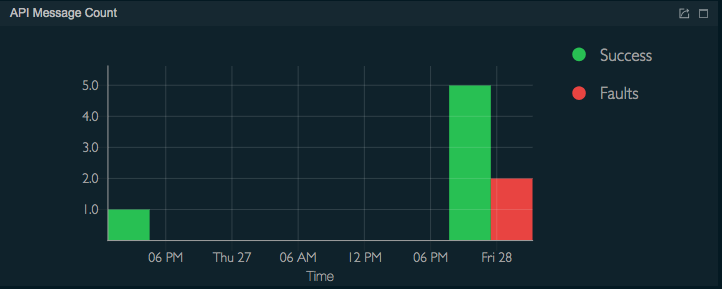 API Message Count
Success
Faults
5.0
4.0
3.0
2.0
1.0
06 PM Thu 27 06 AM 12 PM 06 PM Fri 28
Time